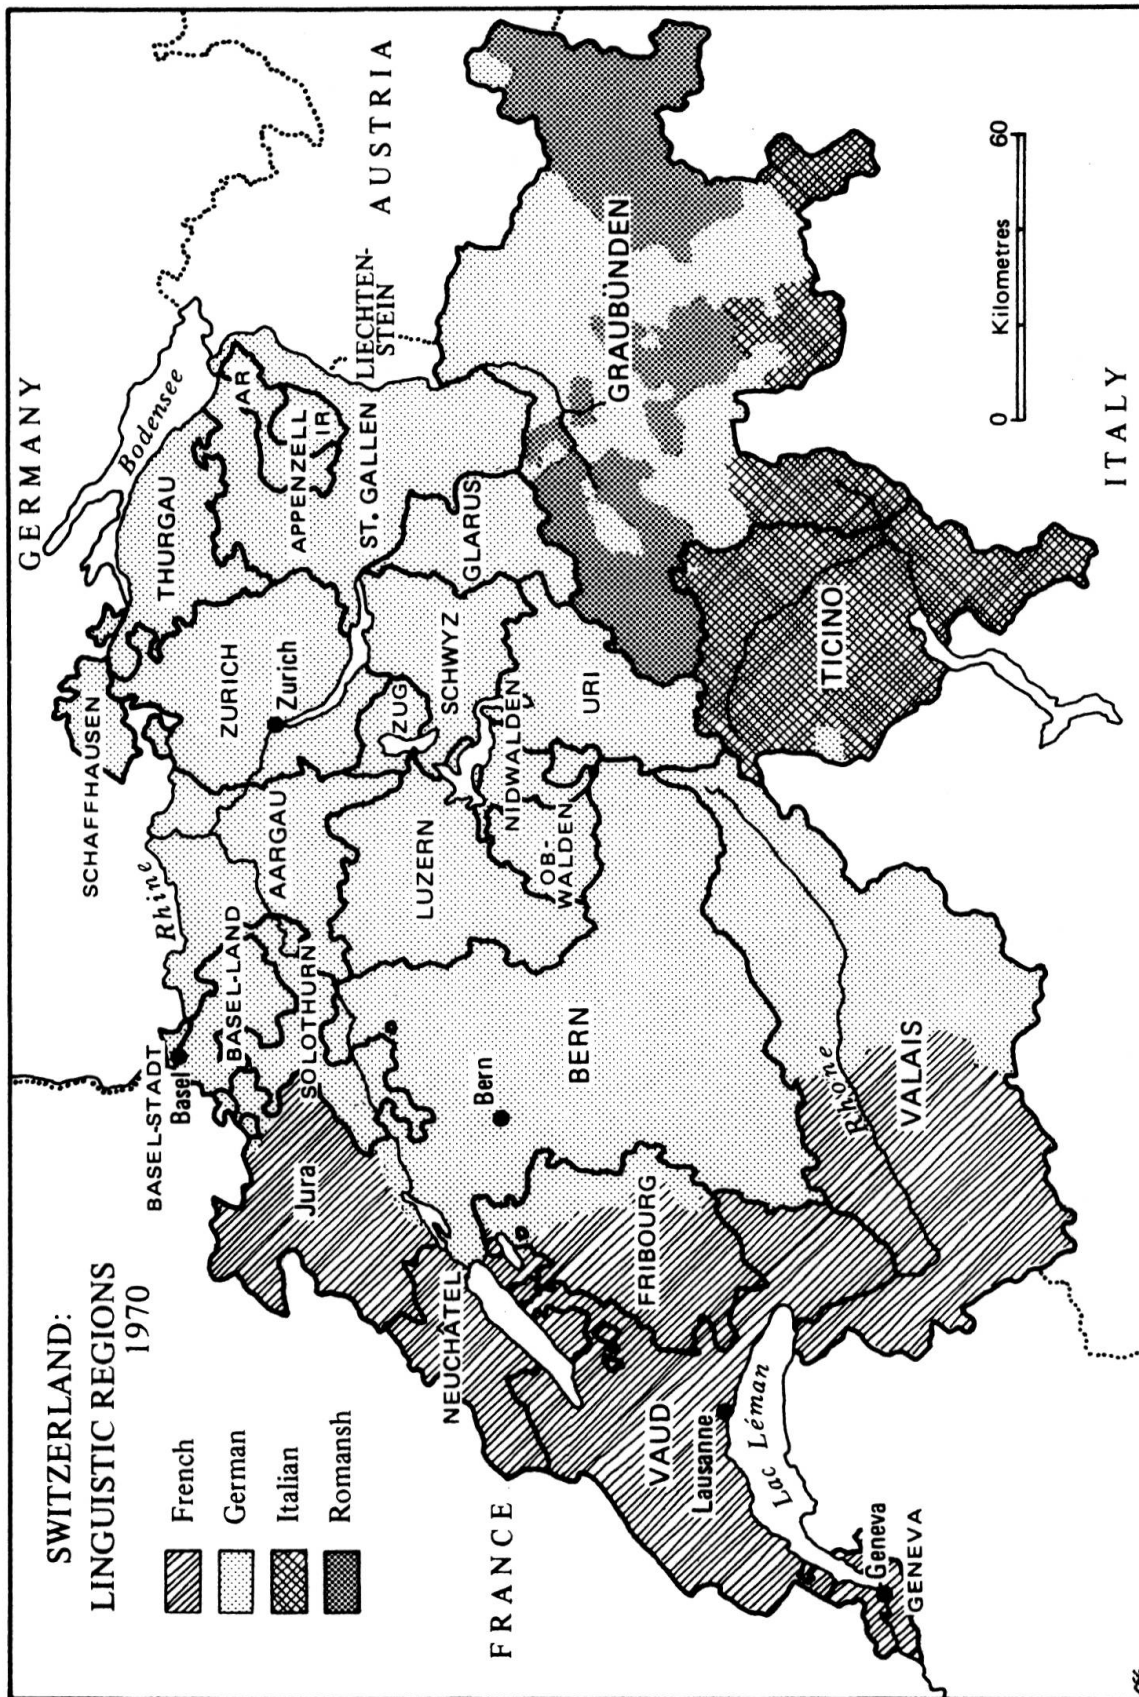 SWITZERLAND:
LINGUISTIC REGIONS
1970
French
German
Italian
Romansh
GERMANY
AUSTRIA
LIECHTEN-
STEIN
FRANCE
ITALY
Bodensee
Rhine
Rhone
Lac Léman
SCHAFFHAUSEN
THURGAU
ZURICH
Zurich
AR
APPENZELL
IR
ST. GALLEN
GLARUS
SCHWYZ
ZUG
NIDWALDEN
OB-
WALDEN
URI
LUZERN
AARGAU
BASEL-STADT
Basel
BASEL-LAND
SOLOTHURN
Jura
BERN
Bern
NEUCHÂTEL
FRIBOURG
VAUD
Lausanne
Geneva
GENEVA
VALAIS
TICINO
GRAUBÜNDEN
0 Kilometres 60